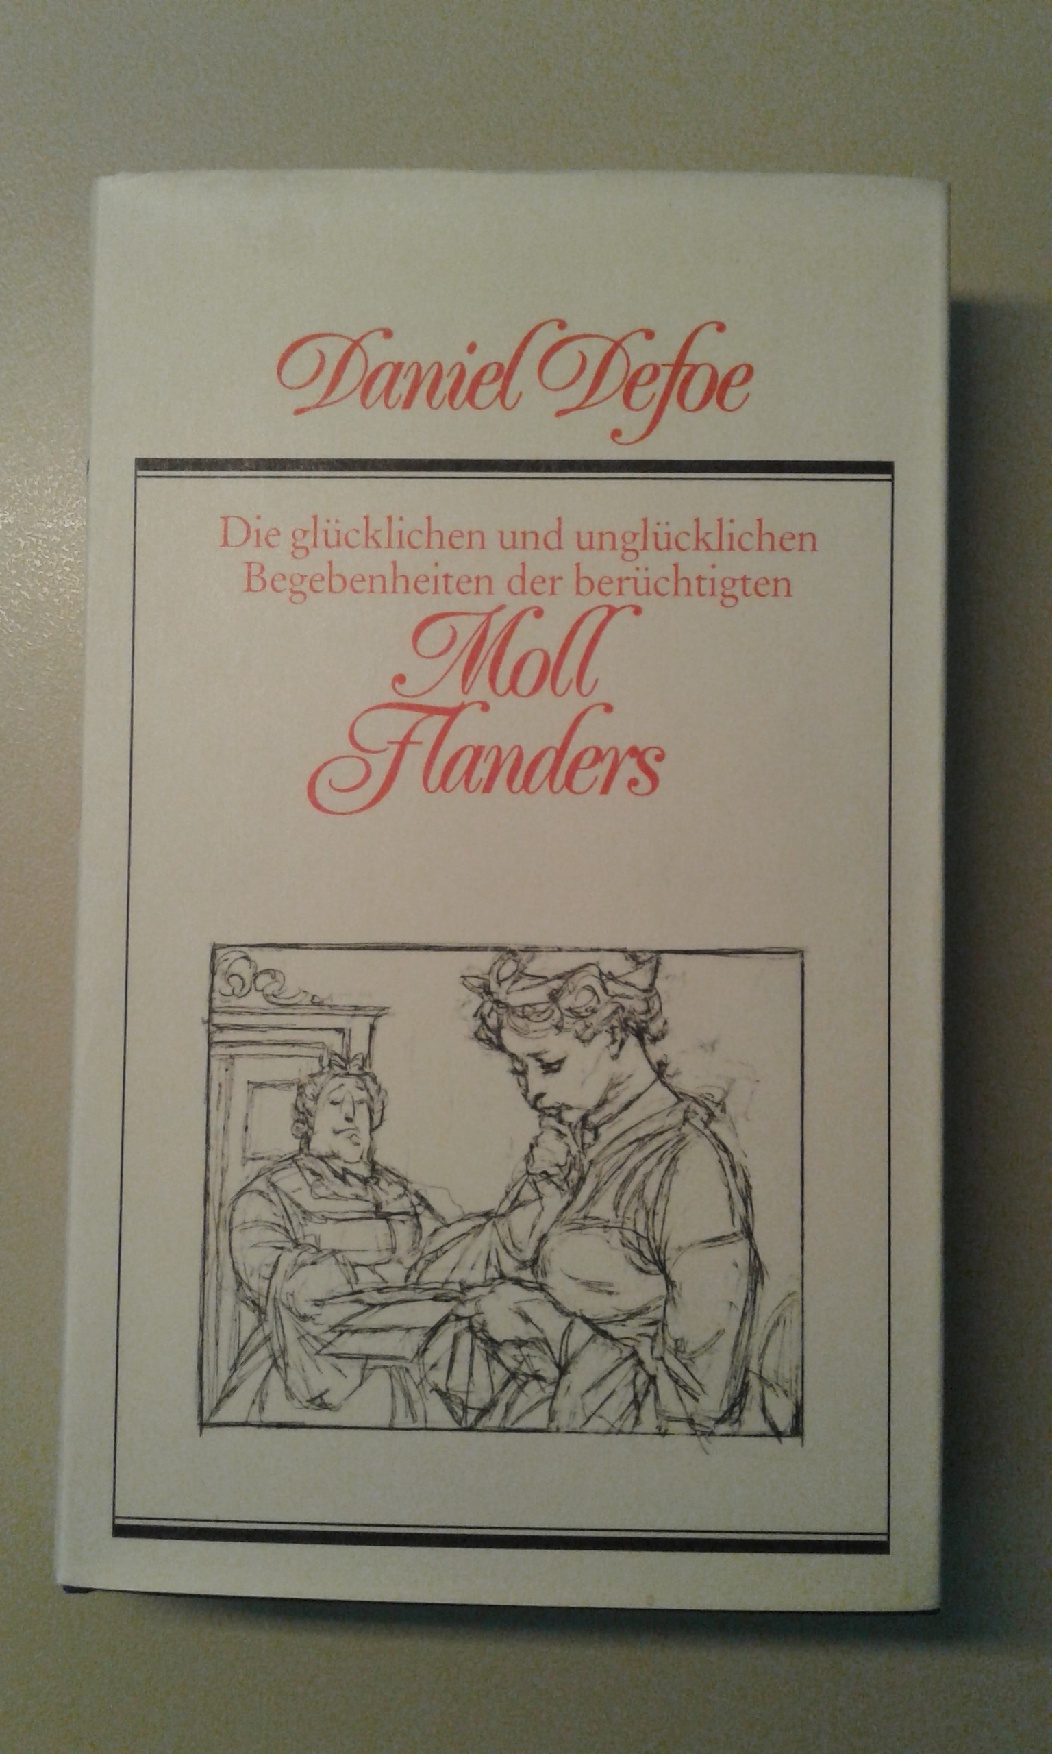 Daniel Defoe
Die glücklichen und unglücklichen
Begebenheiten der berüchtigten
Moll
Flanders